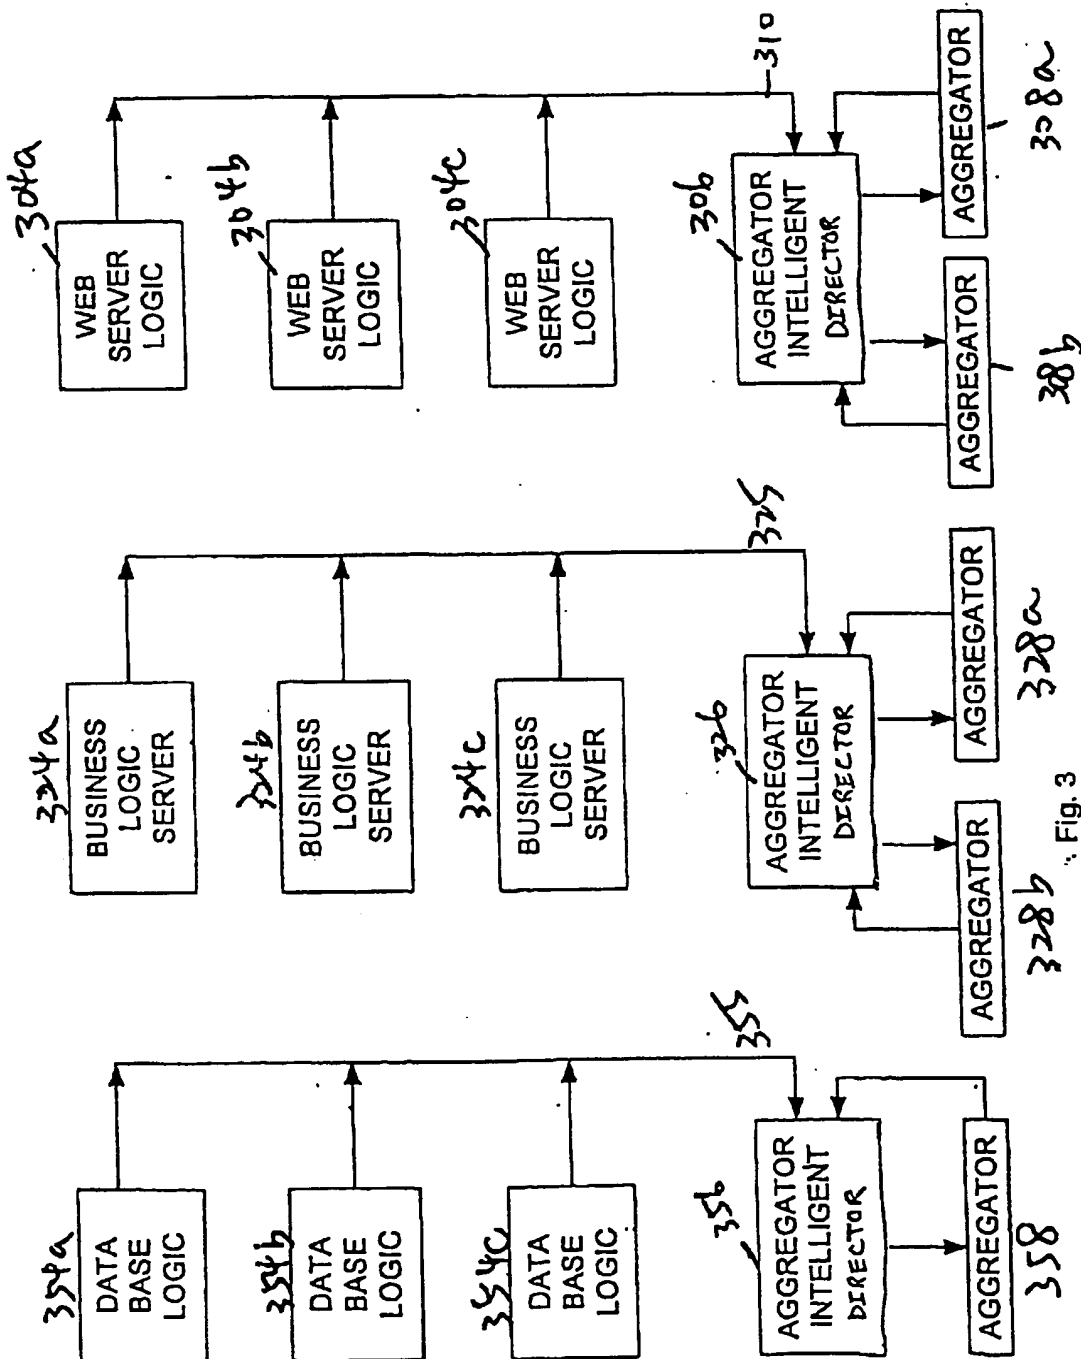 354a
DATA
BASE
LOGIC
354b
DATA
BASE
LOGIC
354c
DATA
BASE
LOGIC
355
356
AGGREGATOR
INTELLIGENT
DIRECTOR
AGGREGATOR
358
324a
BUSINESS
LOGIC
SERVER
324b
BUSINESS
LOGIC
SERVER
324c
BUSINESS
LOGIC
SERVER
325
326
AGGREGATOR
INTELLIGENT
DIRECTOR
AGGREGATOR
328b
AGGREGATOR
328a
304a
WEB
SERVER
LOGIC
304b
WEB
SERVER
LOGIC
304c
WEB
SERVER
LOGIC
310
306
AGGREGATOR
INTELLIGENT
DIRECTOR
AGGREGATOR
308b
AGGREGATOR
308a
Fig. 3